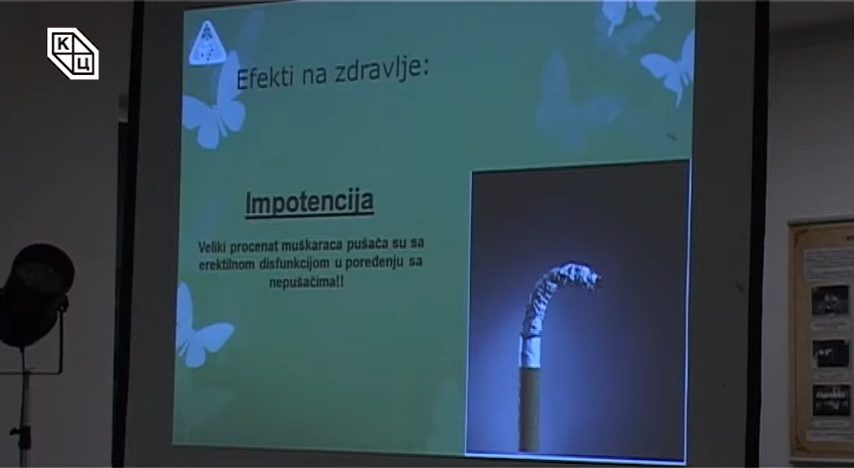 К
Ц
Efekti na zdravlje:
Impotencija
Veliki procenat muškaraca pušača su sa
erektilnom disfunkcijom u poređenju sa
nepušačima!!